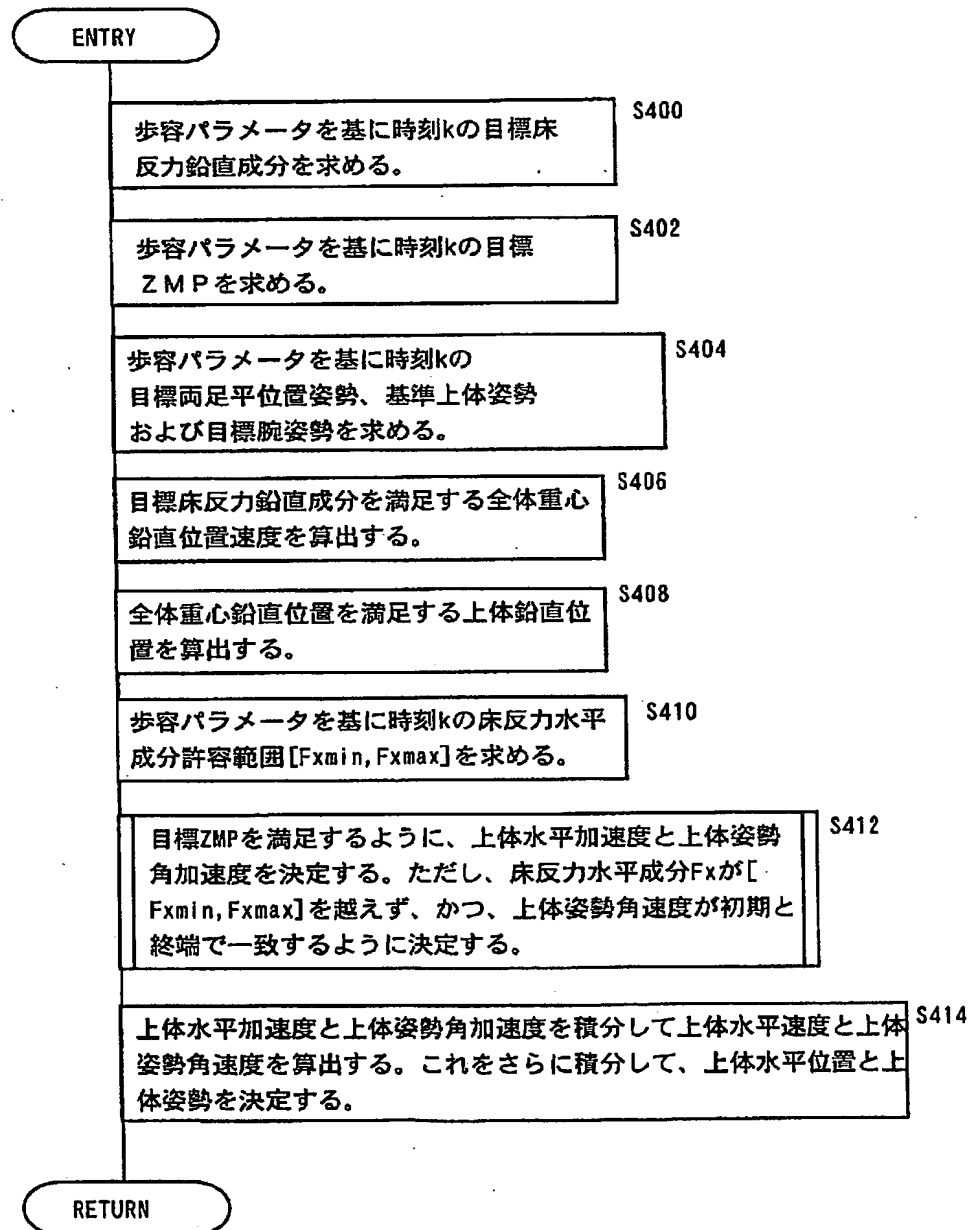 ENTRY
S400
歩容パラメータを基に時刻kの目標床
反力鉛直成分を求める。
S402
歩容パラメータを基に時刻kの目標
ＺＭＰを求める。
S404
歩容パラメータを基に時刻kの
目標両足平位置姿勢、基準上体姿勢
および目標腕姿勢を求める。
S406
目標床反力鉛直成分を満足する全体重心
鉛直位置速度を算出する。
S408
全体重心鉛直位置を満足する上体鉛直位
置を算出する。
S410
歩容パラメータを基に時刻kの床反力水平
成分許容範囲[Fxmin,Fxmax]を求める。
S412
目標ZMPを満足するように、上体水平加速度と上体姿勢
角加速度を決定する。ただし、床反力水平成分Fxが[
Fxmin,Fxmax]を越えず、かつ、上体姿勢角速度が初期と
終端で一致するように決定する。
S414
上体水平加速度と上体姿勢角加速度を積分して上体水平速度と上体
姿勢角速度を算出する。これをさらに積分して、上体水平位置と上
体姿勢を決定する。
RETURN